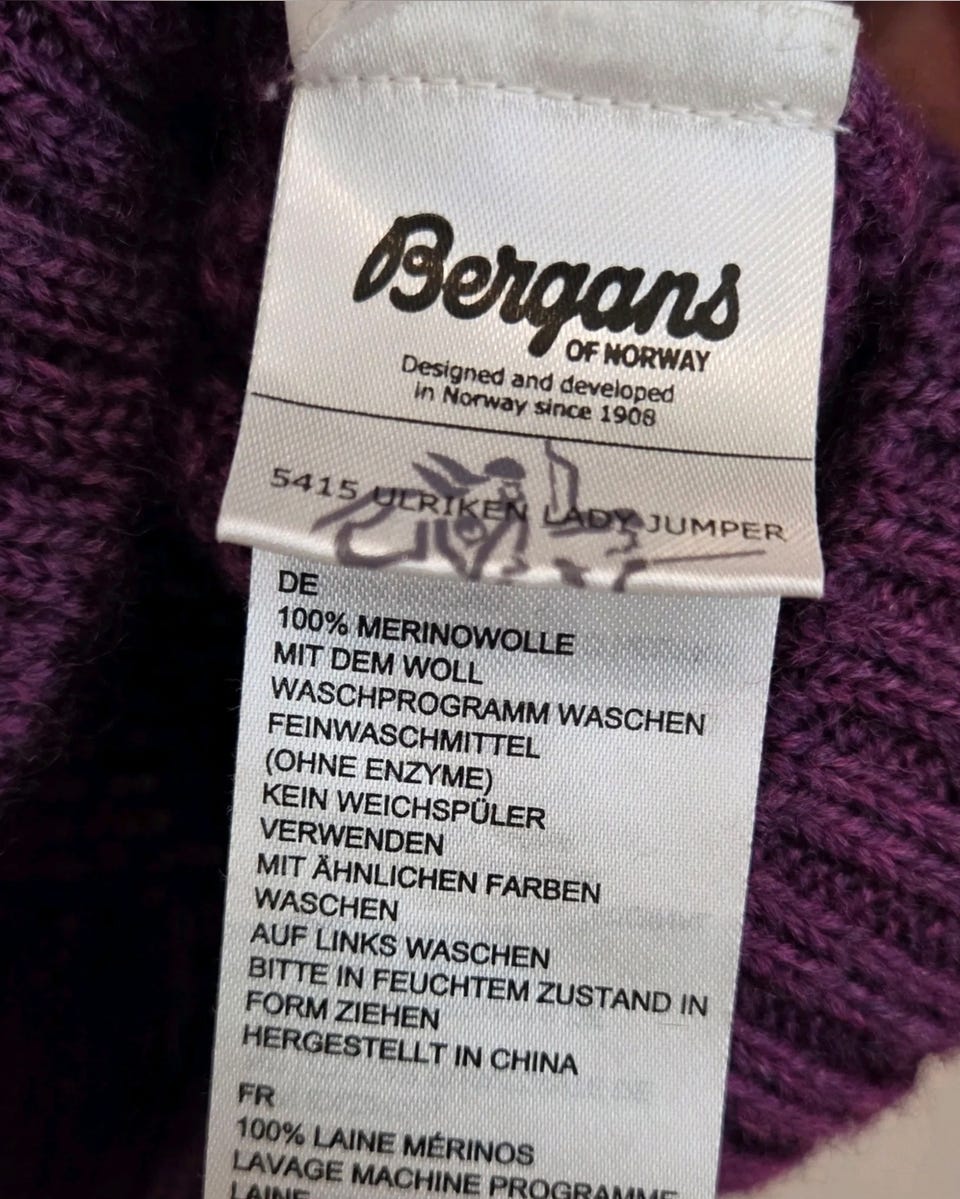 Bergans
OF NORWAY
Designed and developed
in Norway since 1908
5415 ULRIKEN LADY JUMPER
DE
100% MERINOWOLLE
MIT DEM WOLL
WASCHPROGRAMM WASCHEN
FEINWASCHMITTEL
(OHNE ENZYME)
KEIN WEICHSPÜLER
VERWENDEN
MIT ÄHNLICHEN FARBEN
WASCHEN
AUF LINKS WASCHEN
BITTE IN FEUCHTEM ZUSTAND IN
FORM ZIEHEN
HERGESTELLT IN CHINA
FR
100% LAINE MÉRINOS
LAVAGE MACHINE PROGRAMME
LAINE